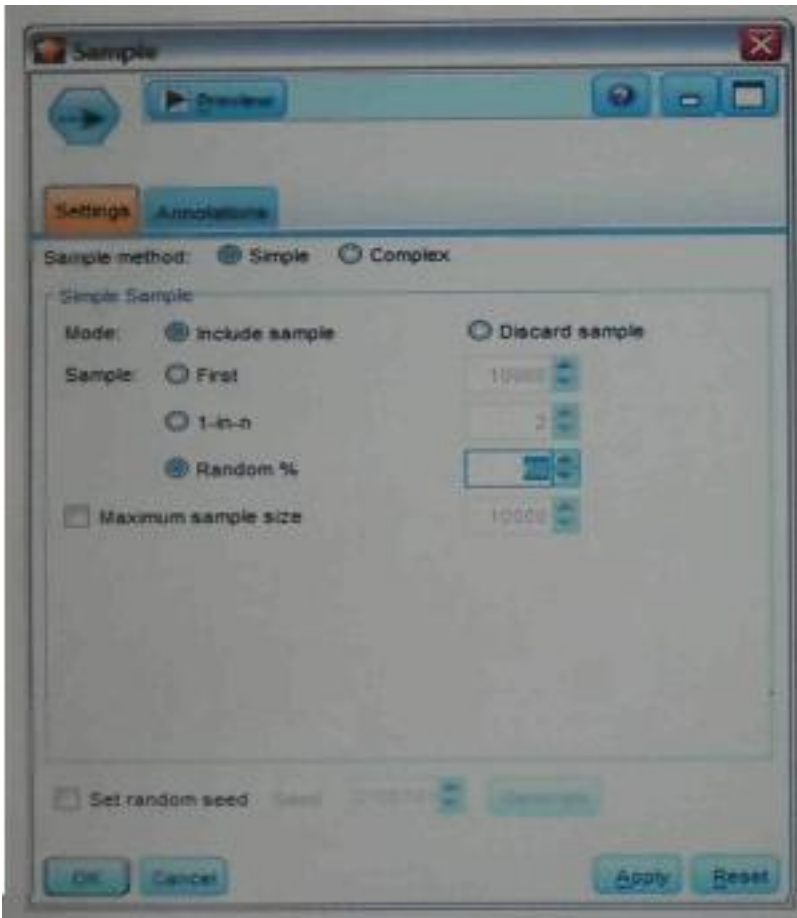 Sample
Preview
Settings Annotations
Sample method: Simple Complex
Simple Sample
Mode: Include sample Discard sample
Sample: First 10000
1-in-n 2
Random %
Maximum sample size 10000
Set random seed Seed Generate
OK Cancel Apply Reset